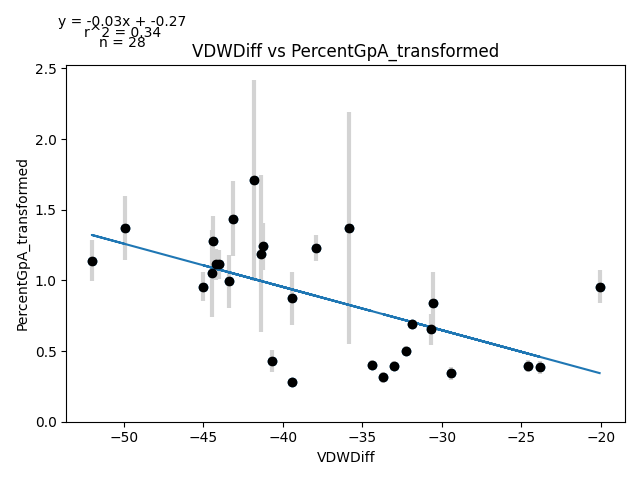 y = -0.03x + -0.27
r^2 = 0.34
n = 28
VDWDiff vs PercentGpA_transformed
2.5
2.0
1.5
1.0
0.5
0.0
PercentGpA_transformed
−50 −45 −40 −35 −30 −25 −20
VDWDiff